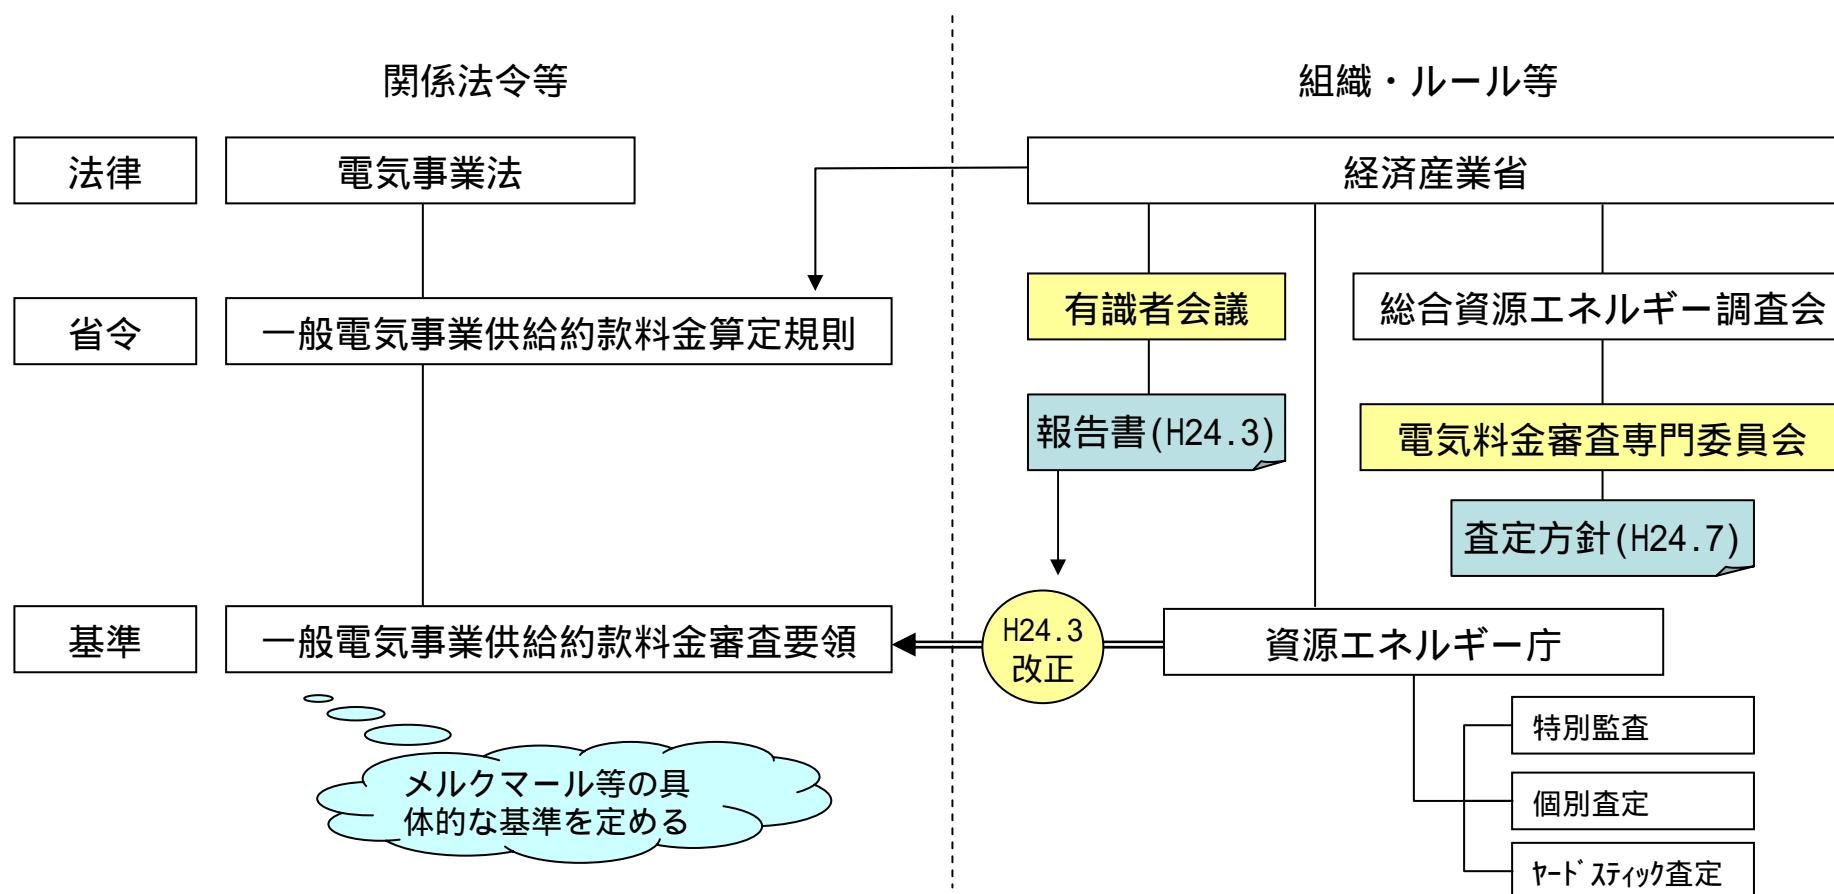 関係法令等
組織・ルール等
法律
電気事業法
経済産業省
有識者会議
総合資源エネルギー調査会
省令
一般電気事業供給約款料金算定規則
報告書(H24.3)
電気料金審査専門委員会
査定方針(H24.7)
基準
一般電気事業供給約款料金審査要領
H24.3
改正
資源エネルギー庁
特別監査
メルクマール等の具
体的な基準を定める
個別査定
ﾔｰﾄﾞｽﾃｨｯｸ査定